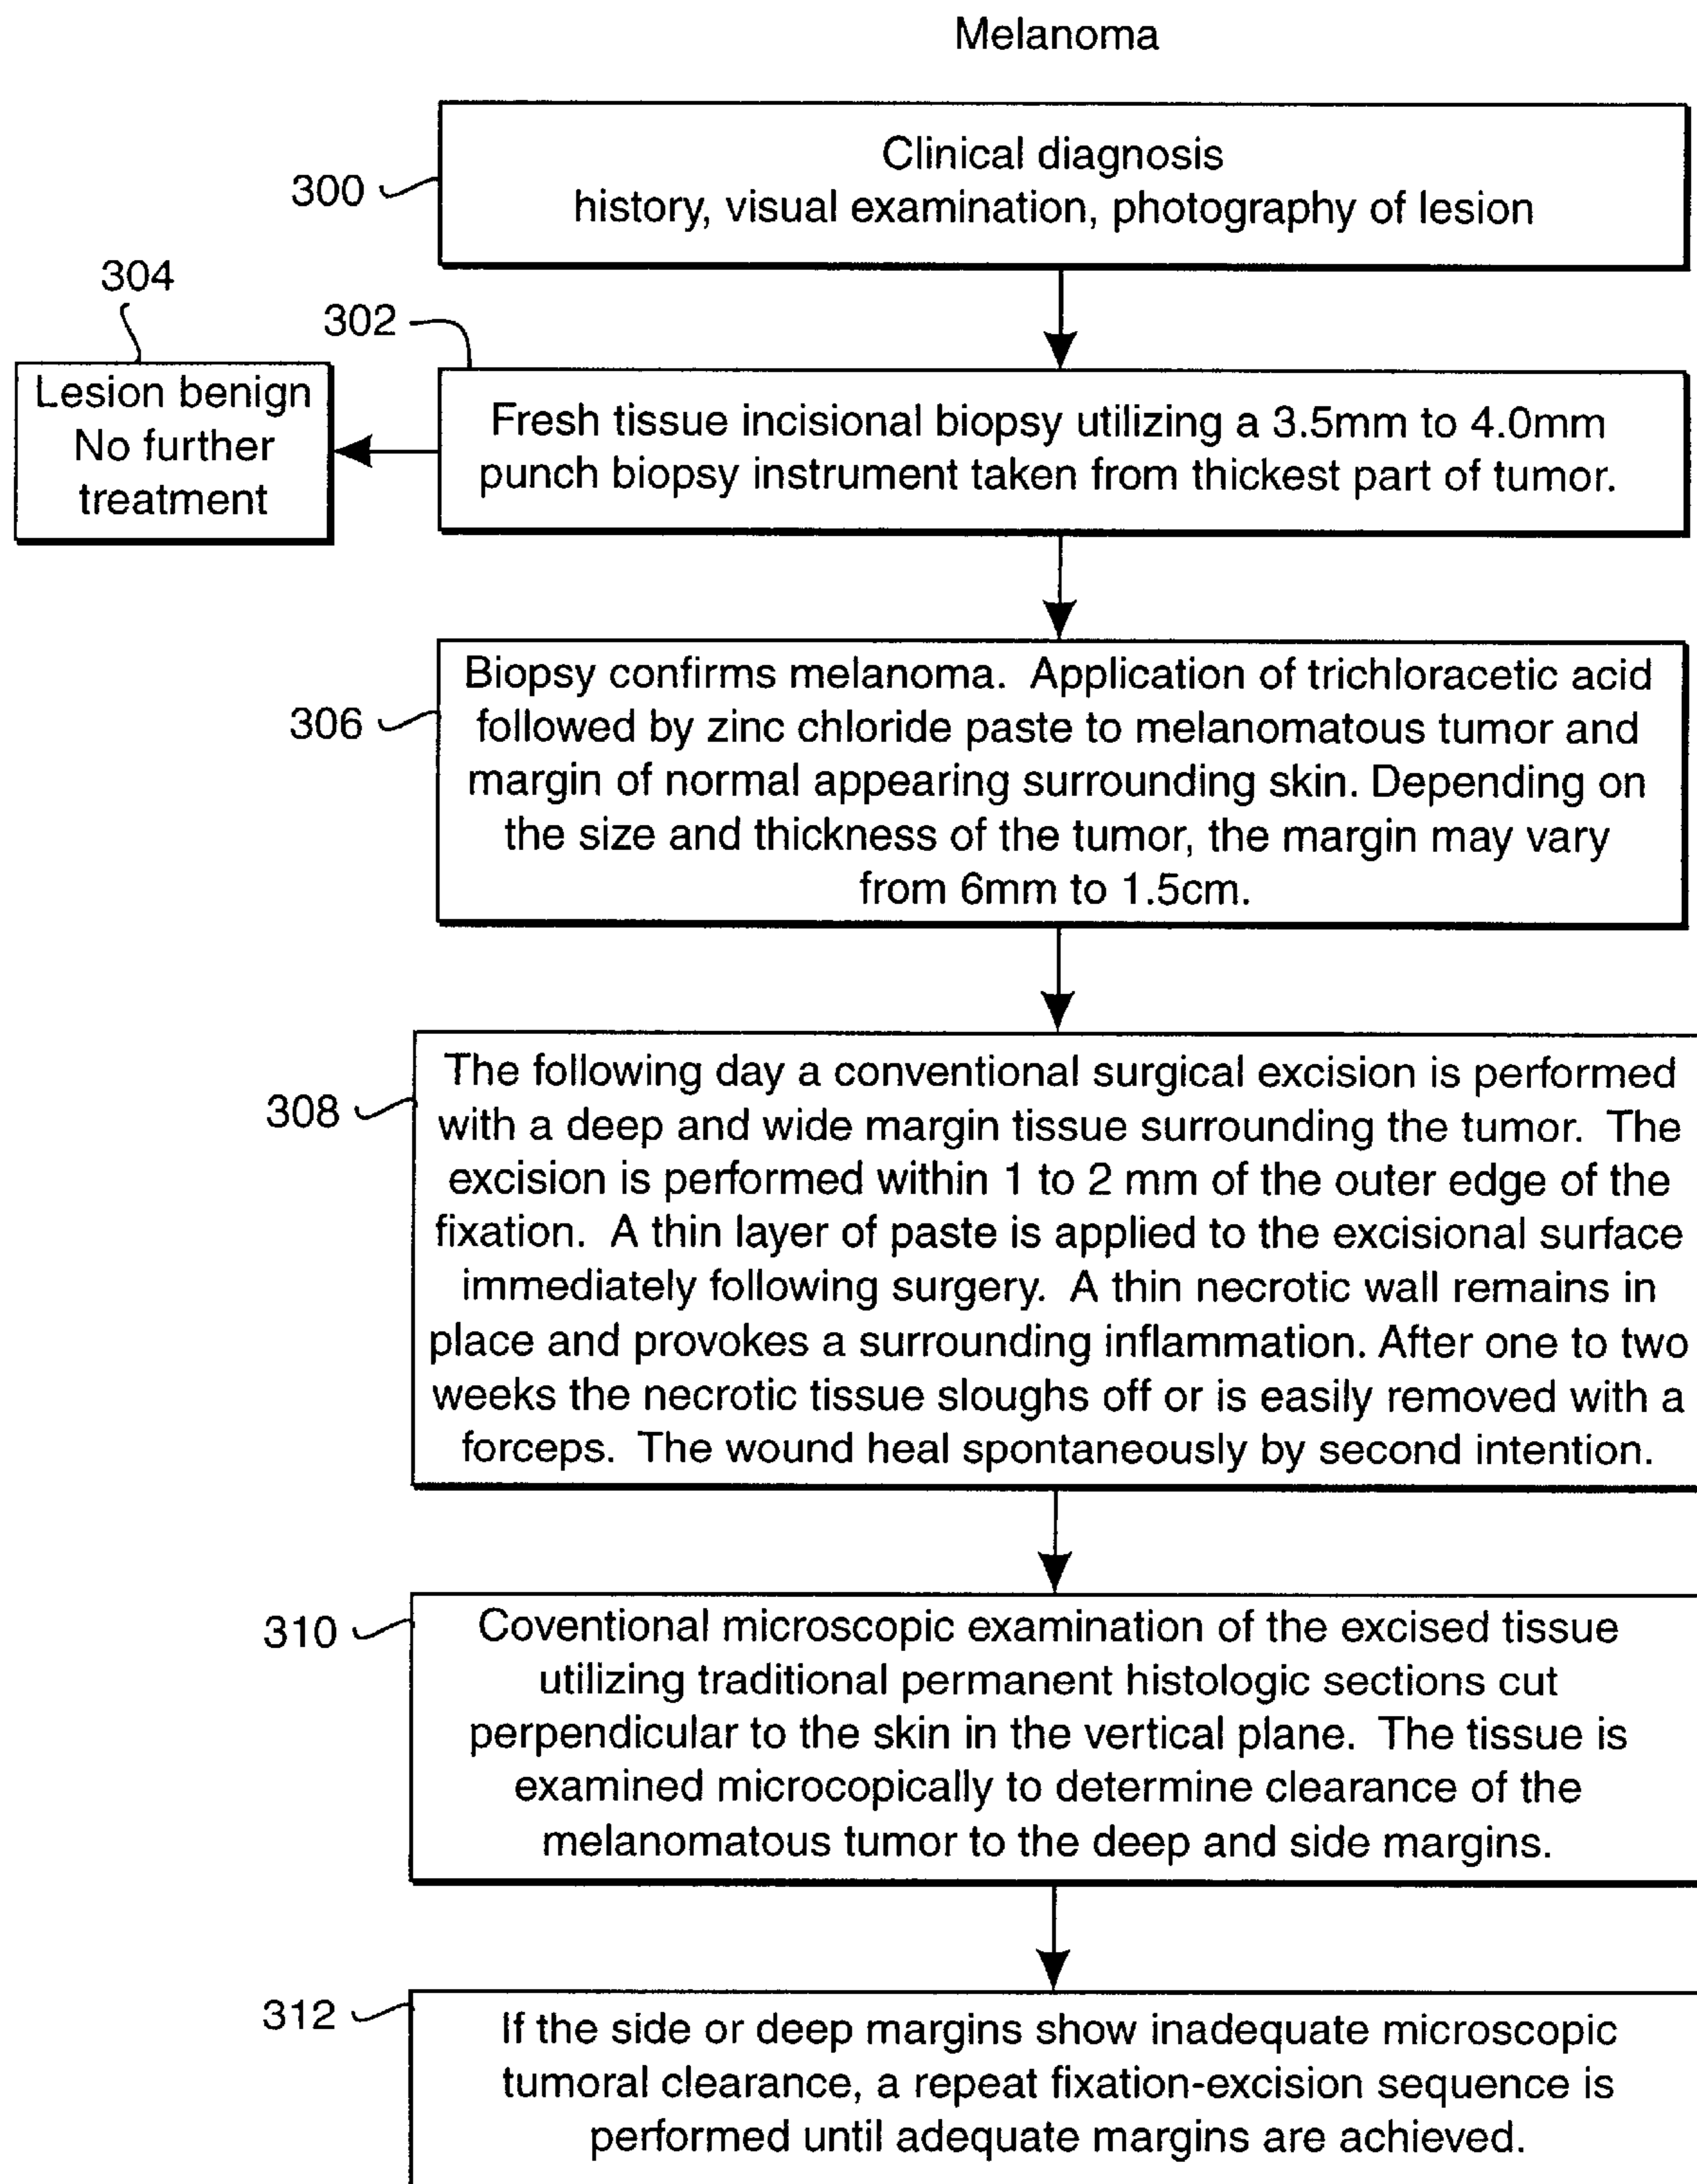 Melanoma
300
Clinical diagnosis
history, visual examination, photography of lesion
304
Lesion benign
No further
treatment
302
Fresh tissue incisional biopsy utilizing a 3.5mm to 4.0mm
punch biopsy instrument taken from thickest part of tumor.
306
Biopsy confirms melanoma. Application of trichloracetic acid
followed by zinc chloride paste to melanomatous tumor and
margin of normal appearing surrounding skin. Depending on
the size and thickness of the tumor, the margin may vary
from 6mm to 1.5cm.
308
The following day a conventional surgical excision is performed
with a deep and wide margin tissue surrounding the tumor. The
excision is performed within 1 to 2 mm of the outer edge of the
fixation. A thin layer of paste is applied to the excisional surface
immediately following surgery. A thin necrotic wall remains in
place and provokes a surrounding inflammation. After one to two
weeks the necrotic tissue sloughs off or is easily removed with a
forceps. The wound heal spontaneously by second intention.
310
Coventional microscopic examination of the excised tissue
utilizing traditional permanent histologic sections cut
perpendicular to the skin in the vertical plane. The tissue is
examined microcopically to determine clearance of the
melanomatous tumor to the deep and side margins.
312
If the side or deep margins show inadequate microscopic
tumoral clearance, a repeat fixation-excision sequence is
performed until adequate margins are achieved.